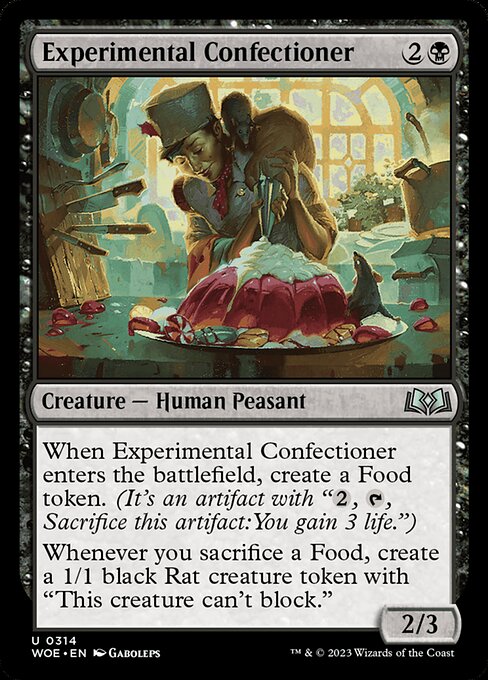 Experimental Confectioner 2
Creature — Human Peasant
When Experimental Confectioner
enters the battlefield, create a Food
token. (It's an artifact with “2, ,
Sacrifice this artifact:You gain 3 life.”)
Whenever you sacrifice a Food, create
a 1/1 black Rat creature token with
“This creature can't block.”
2/3
U 0314
WOE • EN Gaboleps
™ & © 2023 Wizards of the Coast